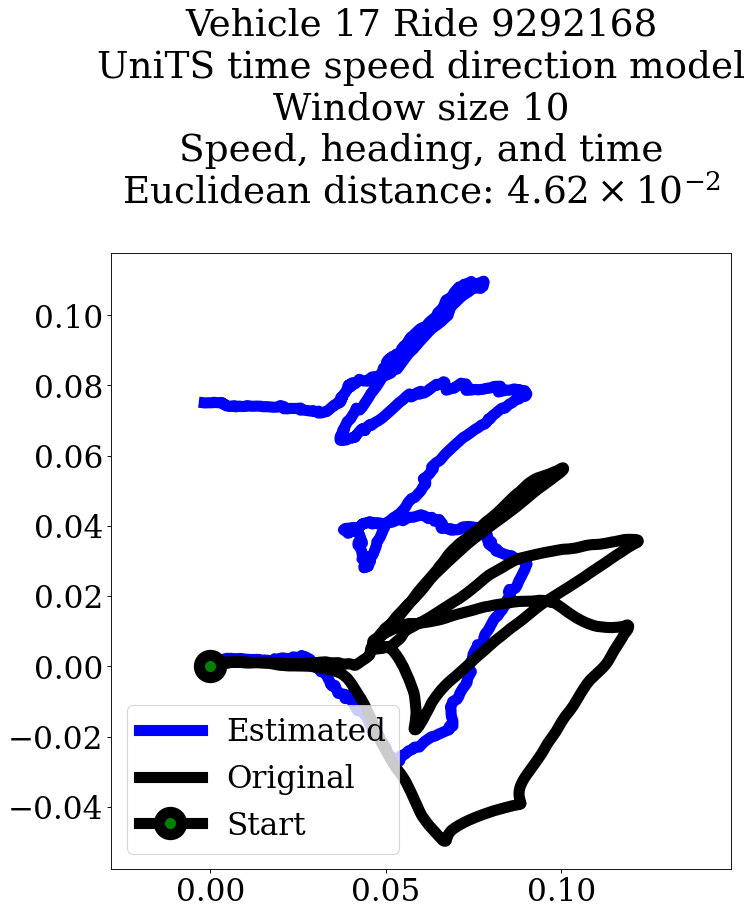 Vehicle 17 Ride 9292168
UniTS time speed direction model
Window size 10
Speed, heading, and time
Euclidean distance: 4.62 × 10⁻²
0.10
0.08
0.06
0.04
0.02
0.00
−0.02
−0.04
Estimated
Original
Start
0.00 0.05 0.10